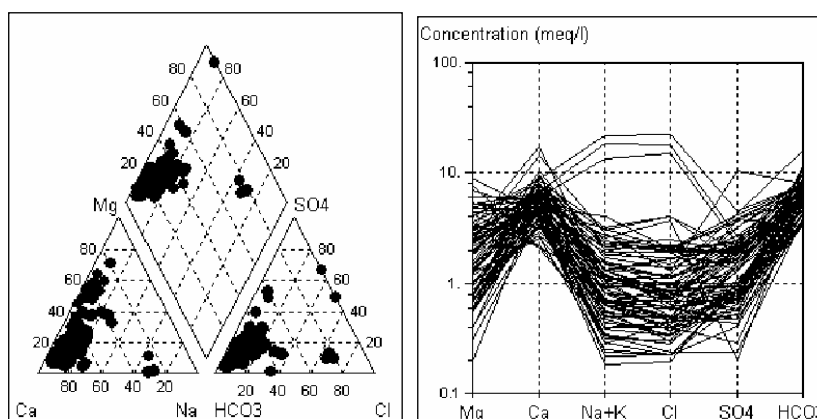 Concentration (meq/l)
100.
10.
1.
0.1
Mg Ca Na+K Cl SO4 HCO3
80 80
60 60
40 40
20 20
Mg SO4
80 80
60 60
40 40
20 20
80 60 40 20 20 40 60 80
Ca Na HCO3 Cl